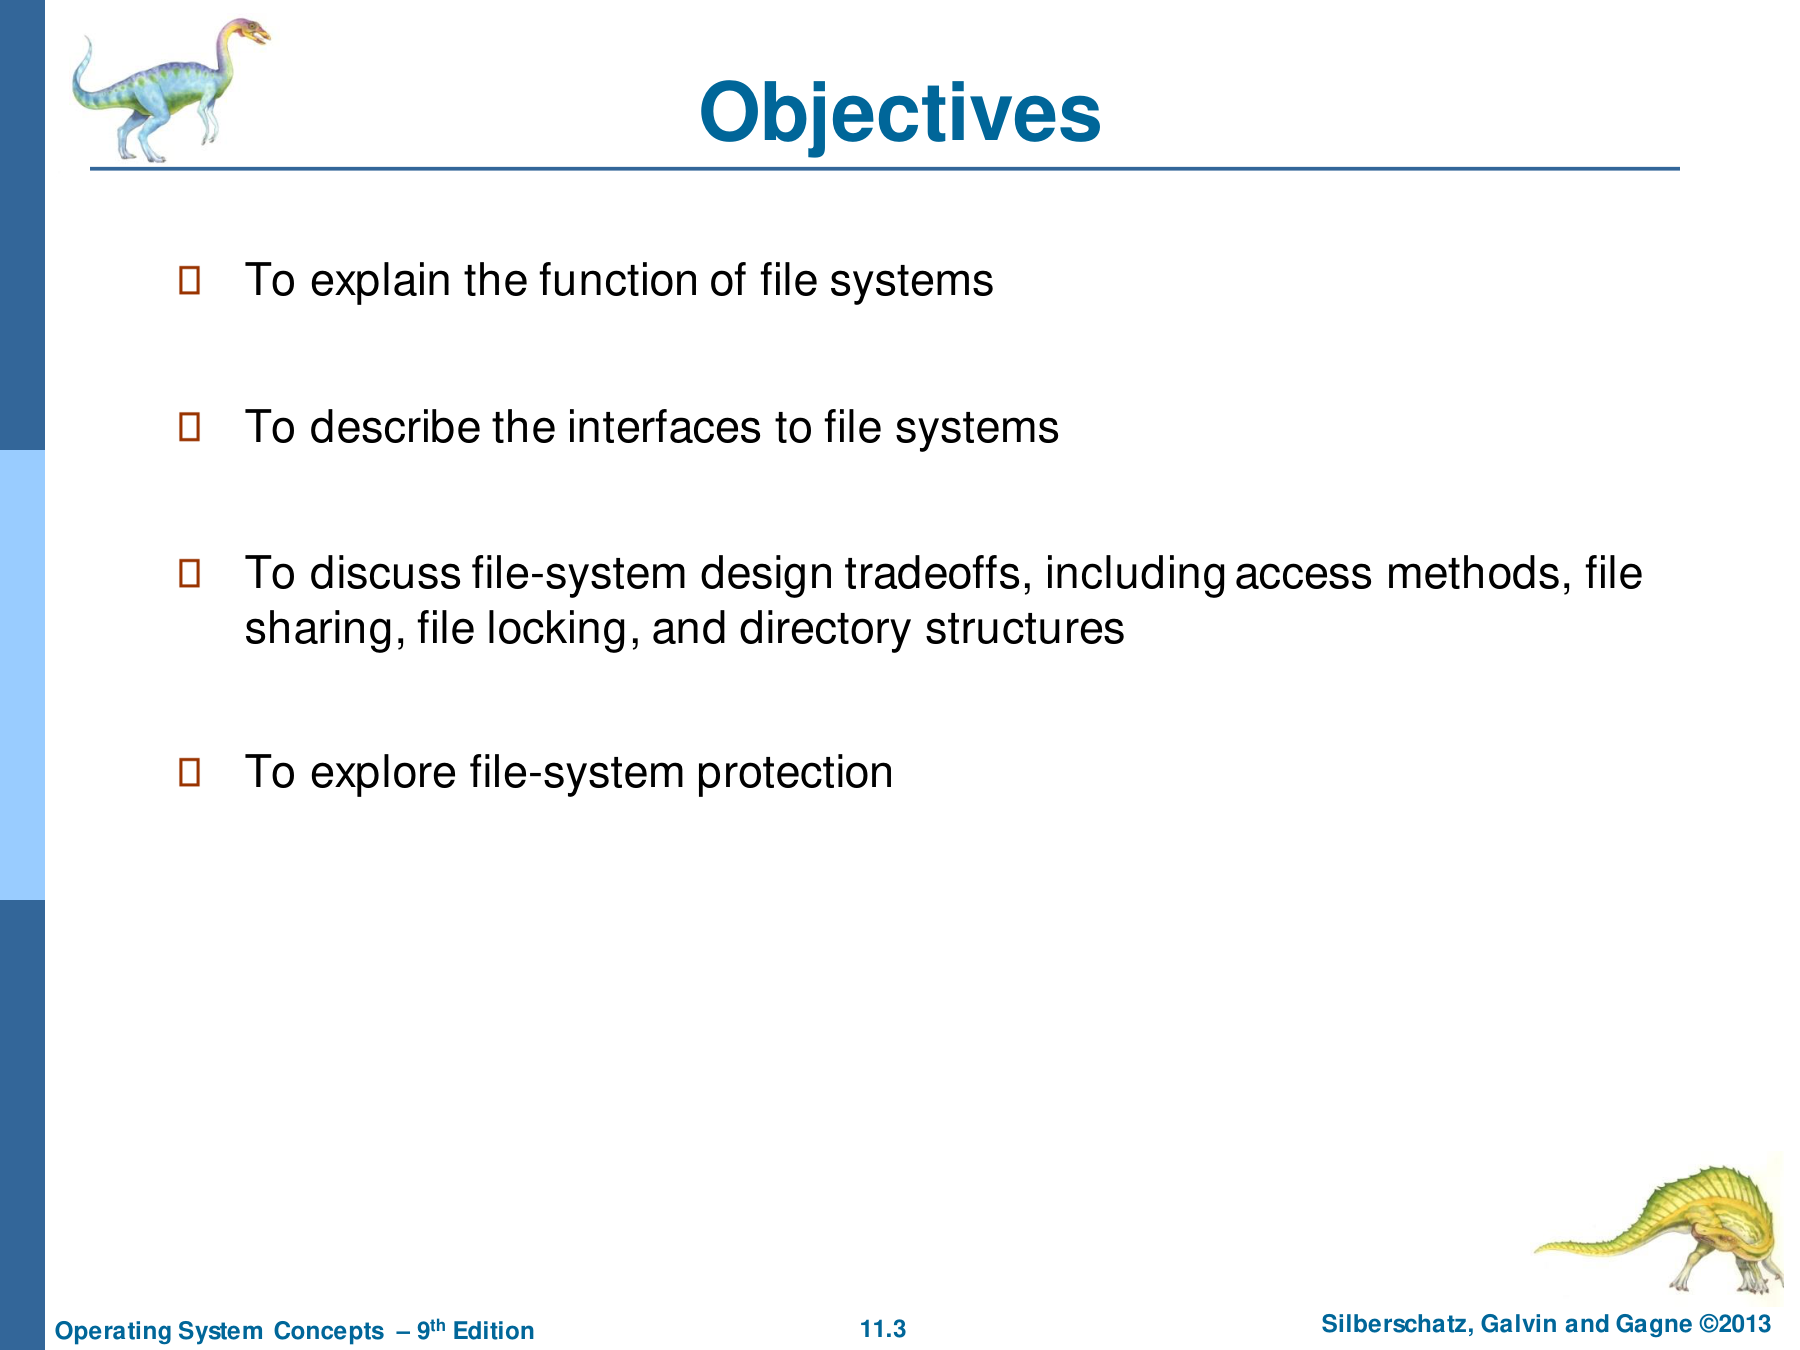 Objectives
To explain the function of file systems
To describe the interfaces to file systems
To discuss file-system design tradeoffs, including access methods, file
sharing, file locking, and directory structures
To explore file-system protection
Operating System Concepts – 9th Edition
11.3
Silberschatz, Galvin and Gagne ©2013